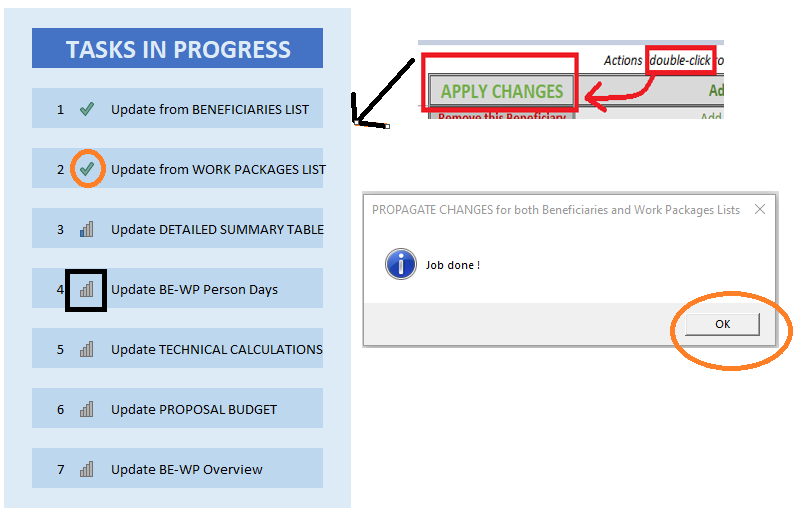 TASKS IN PROGRESS
1 Update from BENEFICIARIES LIST
2 Update from WORK PACKAGES LIST
3 Update DETAILED SUMMARY TABLE
4 Update BE-WP Person Days
5 Update TECHNICAL CALCULATIONS
6 Update PROPOSAL BUDGET
7 Update BE-WP Overview
Actions double-click to
APPLY CHANGES Ad
Remove this Beneficiary Add
PROPAGATE CHANGES for both Beneficiaries and Work Packages Lists
Job done !
OK